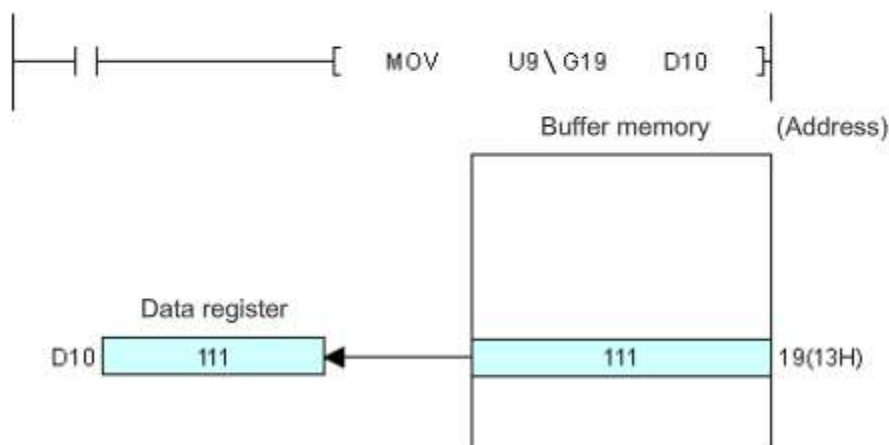 MOV U9\G19 D10
Buffer memory (Address)
Data register
D10 111 111 19(13H)